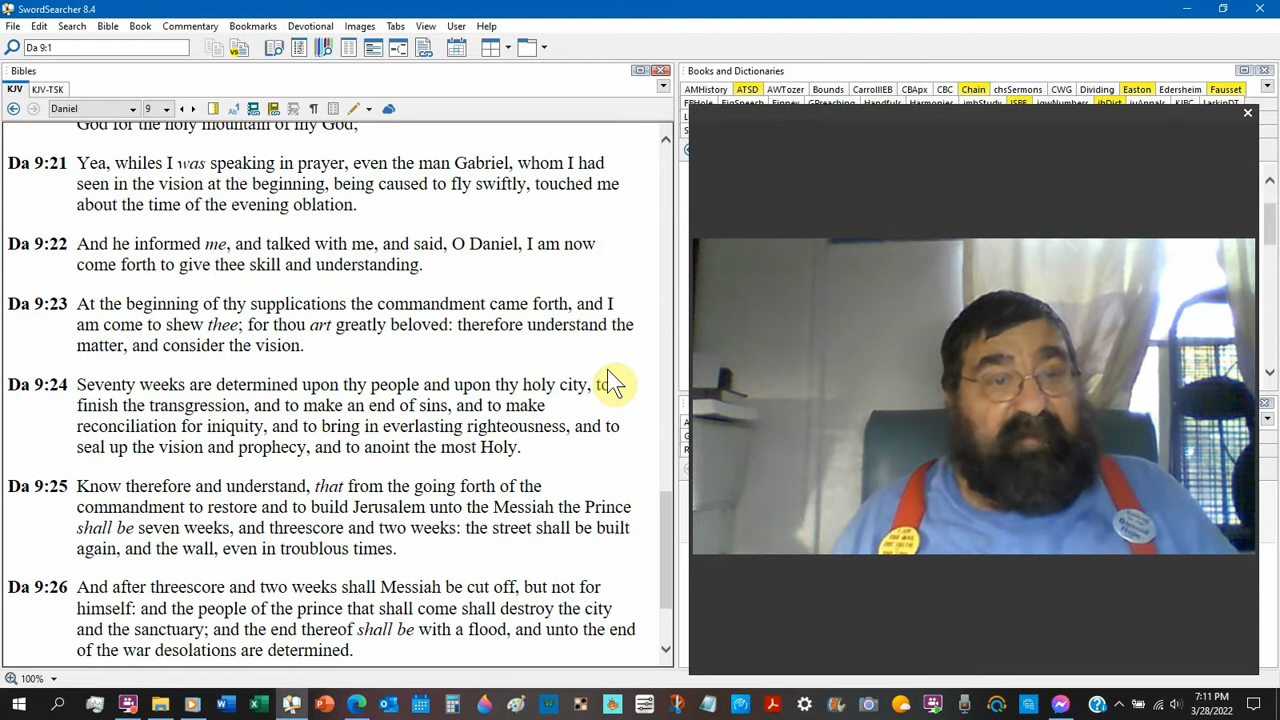 SwordSearcher 8.4
File Edit Search Bible Book Commentary Bookmarks Devotional Images Tabs View User Help
Da 9:1
Bibles
Books and Dictionaries
KJV KJV-TSK
AMHistory ATSD AWTozer Bounds CarrollIEB CBApx CBC Chain chsSermons CWG Dividing Easton Edersheim Fausset
Daniel 9
God for the holy mountain of my God;
Da 9:21 Yea, whiles I was speaking in prayer, even the man Gabriel, whom I had
seen in the vision at the beginning, being caused to fly swiftly, touched me
about the time of the evening oblation.
Da 9:22 And he informed me, and talked with me, and said, O Daniel, I am now
come forth to give thee skill and understanding.
Da 9:23 At the beginning of thy supplications the commandment came forth, and I
am come to shew thee; for thou art greatly beloved: therefore understand the
matter, and consider the vision.
Da 9:24 Seventy weeks are determined upon thy people and upon thy holy city, to
finish the transgression, and to make an end of sins, and to make
reconciliation for iniquity, and to bring in everlasting righteousness, and to
seal up the vision and prophecy, and to anoint the most Holy.
Da 9:25 Know therefore and understand, that from the going forth of the
commandment to restore and to build Jerusalem unto the Messiah the Prince
shall be seven weeks, and threescore and two weeks: the street shall be built
again, and the wall, even in troublous times.
Da 9:26 And after threescore and two weeks shall Messiah be cut off, but not for
himself: and the people of the prince that shall come shall destroy the city
and the sanctuary; and the end thereof shall be with a flood, and unto the end
of the war desolations are determined.
100%
7:11 PM
3/28/2022